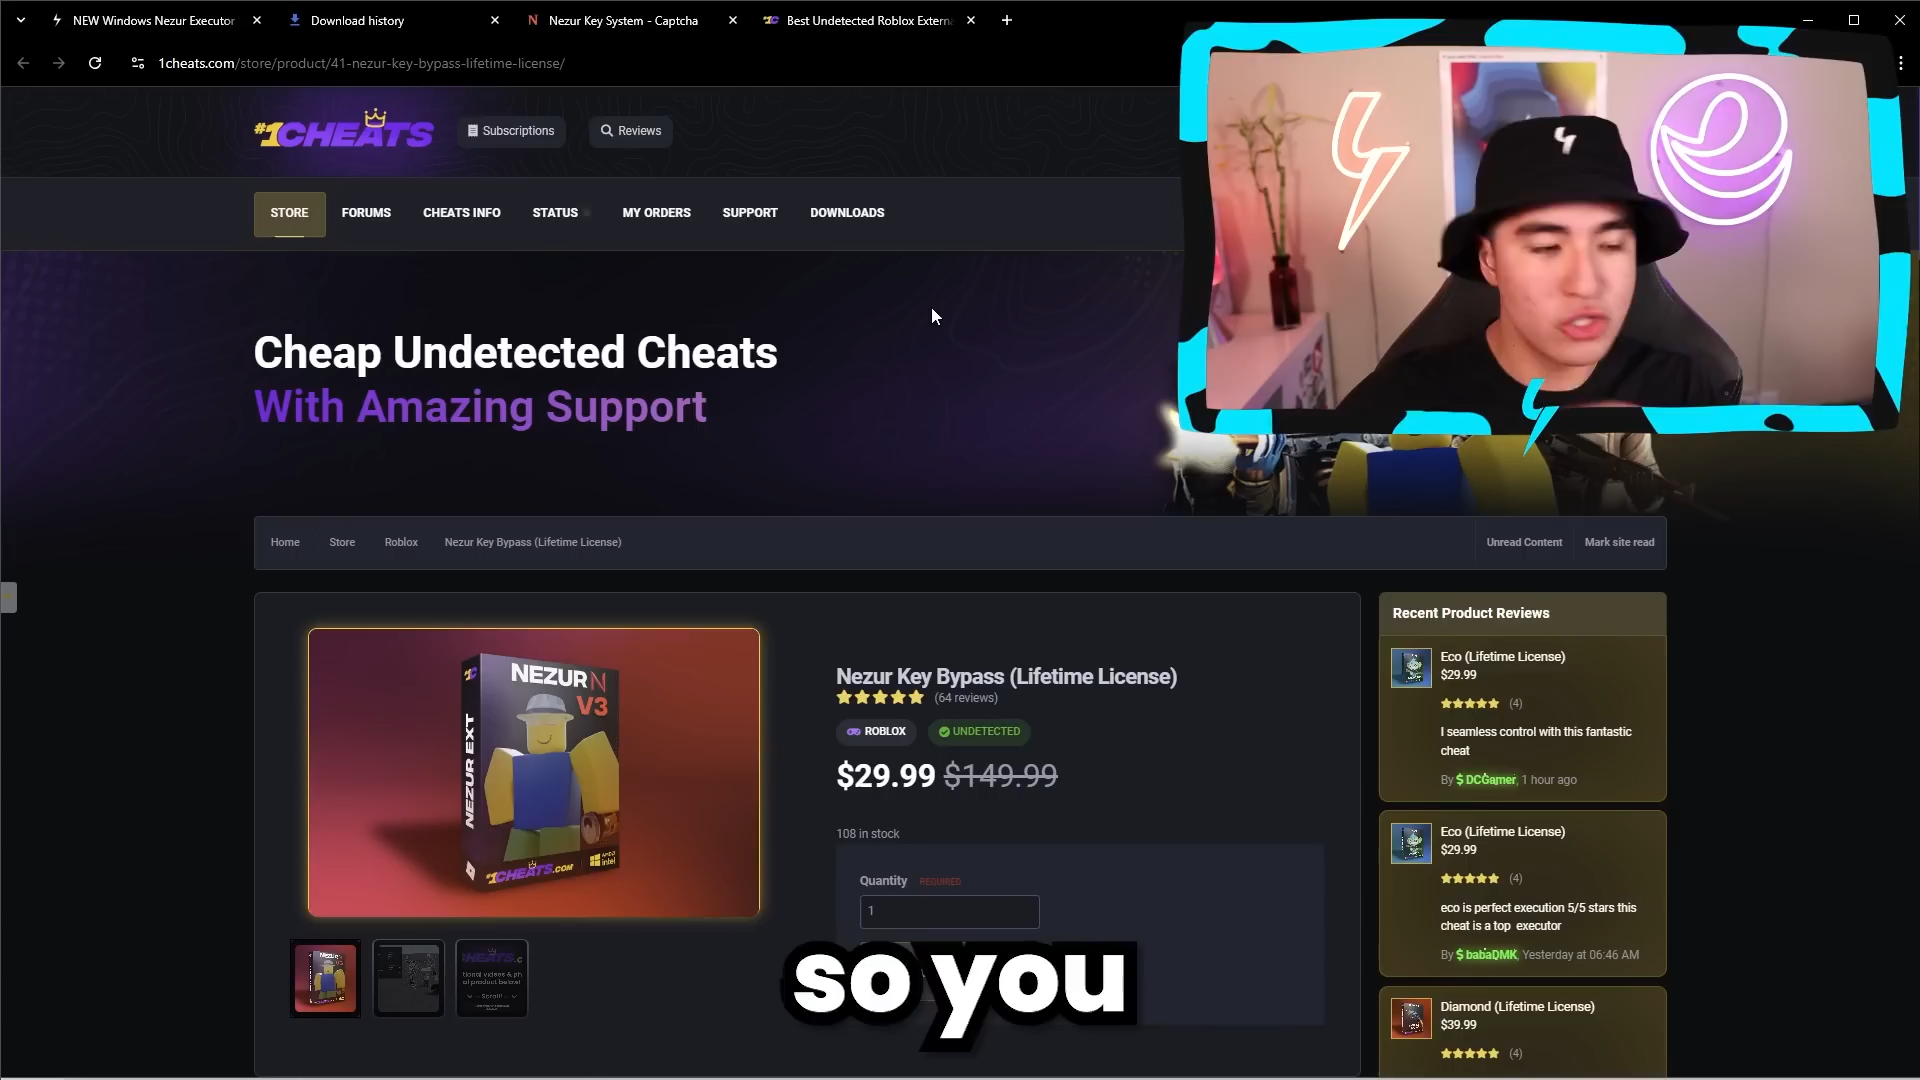 NEW Windows Nezur Executor
Download history
Nezur Key System - Captcha
Best Undetected Roblox Extern
1cheats.com/store/product/41-nezur-key-bypass-lifetime-license/
#1CHEATS
Subscriptions
Reviews
STORE
FORUMS
CHEATS INFO
STATUS
MY ORDERS
SUPPORT
DOWNLOADS
Cheap Undetected Cheats
With Amazing Support
Home
Store
Roblox
Nezur Key Bypass (Lifetime License)
Unread Content
Mark site read
NEZUR N
V3
NEZUR EXT
#1CHEATS.COM
AMD
intel
Nezur Key Bypass (Lifetime License)
(64 reviews)
ROBLOX
UNDETECTED
$29.99 $149.99
108 in stock
Quantity REQUIRED
1
so you
Recent Product Reviews
Eco (Lifetime License)
$29.99
(4)
I seamless control with this fantastic
cheat
By $ DCGamer, 1 hour ago
Eco (Lifetime License)
$29.99
(4)
eco is perfect execution 5/5 stars this
cheat is a top executor
By $ babaDMK, Yesterday at 06:46 AM
Diamond (Lifetime License)
$39.99
(4)